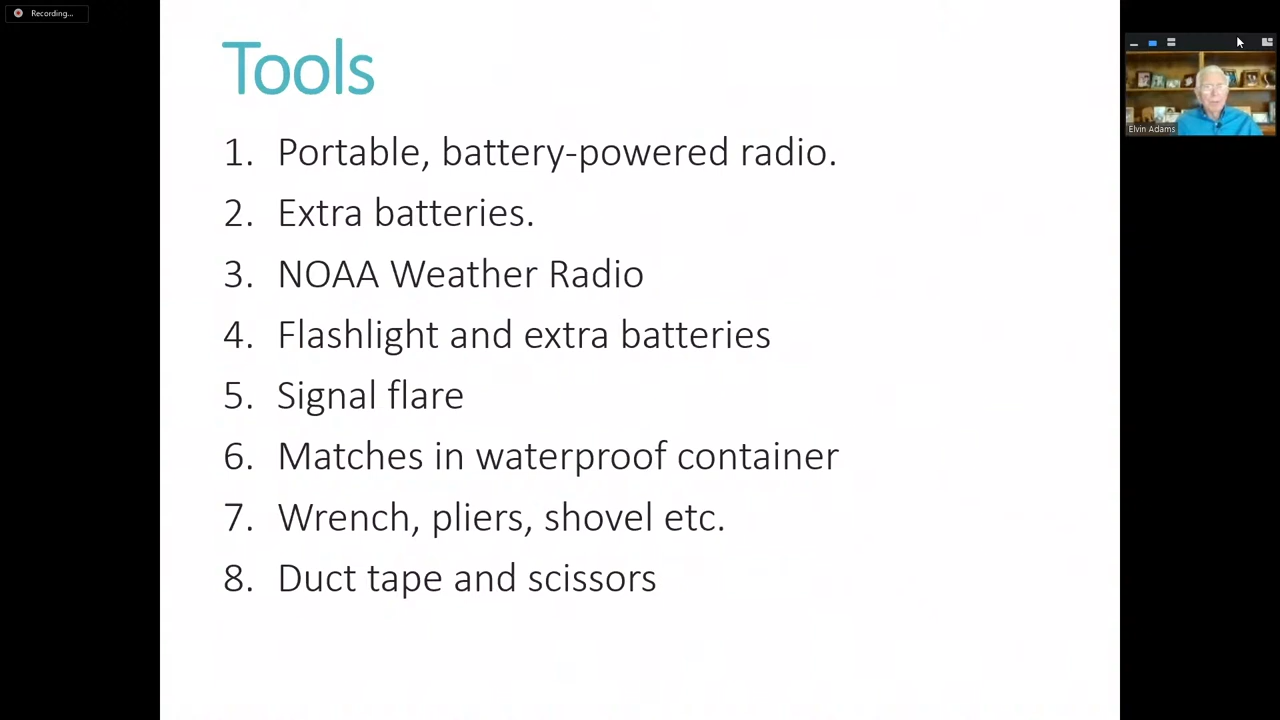 Recording...
Tools
1. Portable, battery-powered radio.
2. Extra batteries.
3. NOAA Weather Radio
4. Flashlight and extra batteries
5. Signal flare
6. Matches in waterproof container
7. Wrench, pliers, shovel etc.
8. Duct tape and scissors
Elvin Adams